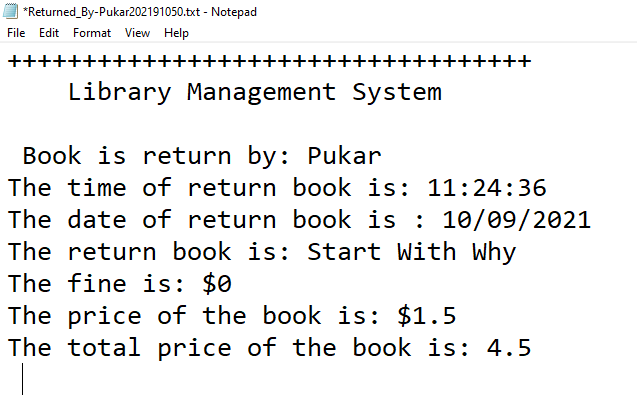 *Returned_By-Pukar202191050.txt - Notepad
File Edit Format View Help
+++++++++++++++++++++++++++++++++++
Library Management System
Book is return by: Pukar
The time of return book is: 11:24:36
The date of return book is : 10/09/2021
The return book is: Start With Why
The fine is: $0
The price of the book is: $1.5
The total price of the book is: 4.5